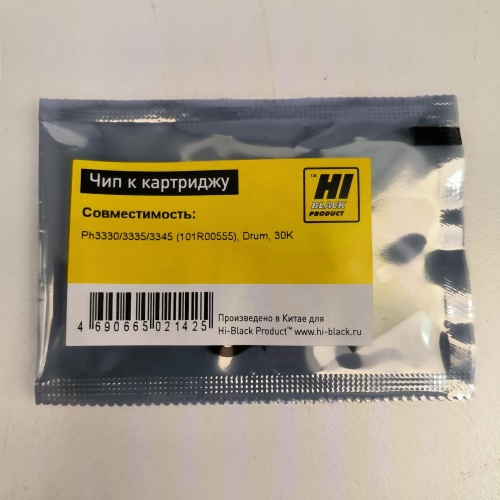 Чип к картриджу
Совместимость:
Ph3330/3335/3345 (101R00555), Drum, 30K
T.M.
HI
BLACK
PRODUCT
4 690665 021425
Произведено в Китае для
Hi-Black Product™ www.hi-black.ru